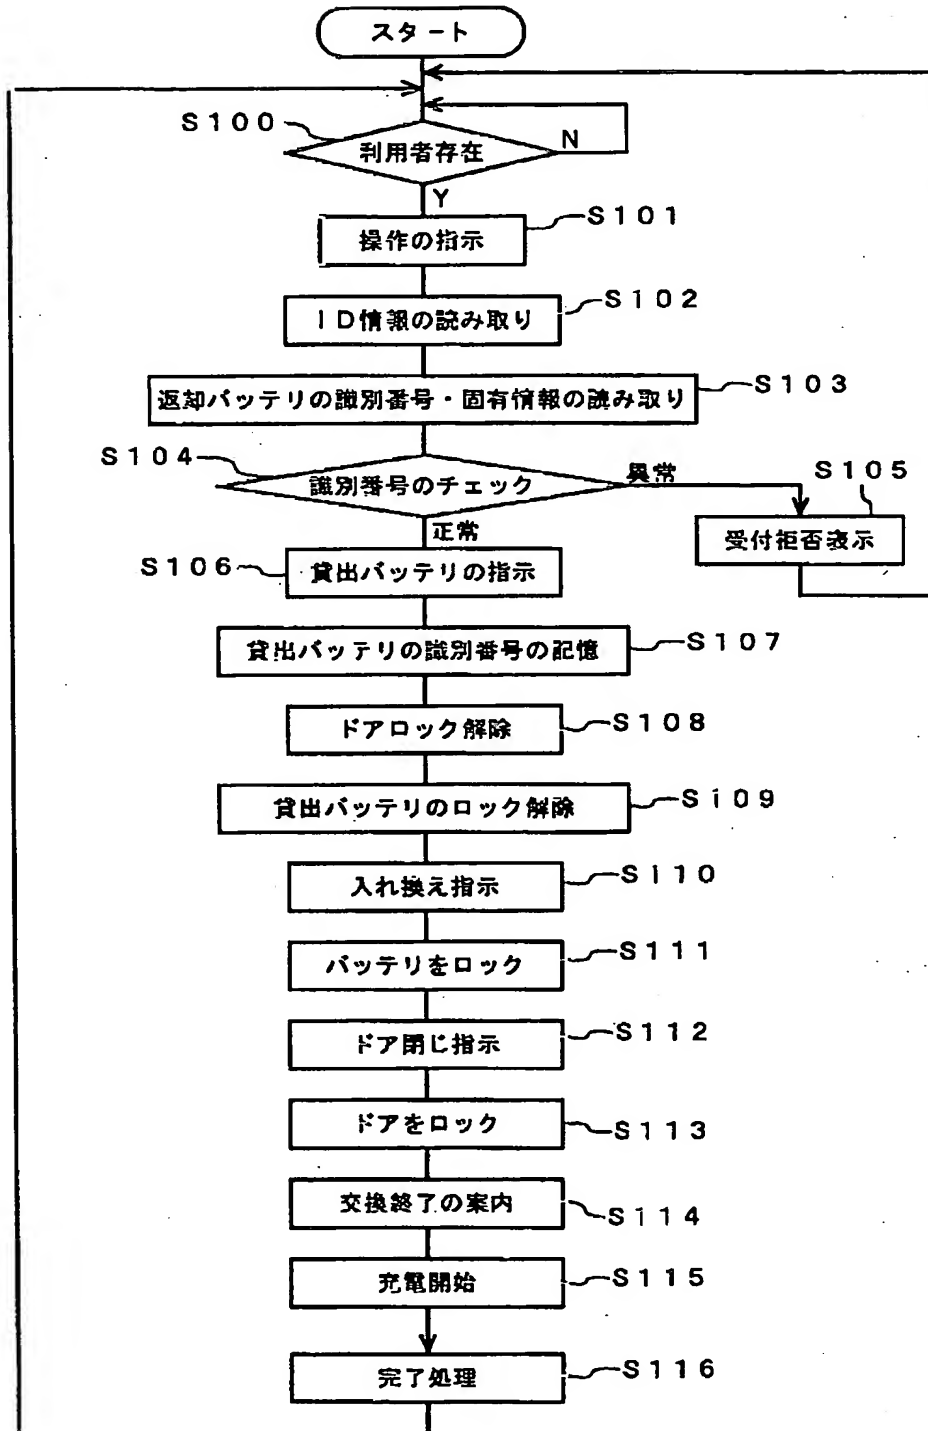 スタート
S100
利用者存在
N
Y
S101
操作の指示
S102
ID情報の読み取り
S103
返却バッテリの識別番号・固有情報の読み取り
S104
識別番号のチェック
異常
S105
受付拒否表示
正常
S106
貸出バッテリの指示
S107
貸出バッテリの識別番号の記憶
S108
ドアロック解除
S109
貸出バッテリのロック解除
S110
入れ換え指示
S111
バッテリをロック
S112
ドア閉じ指示
S113
ドアをロック
S114
交換終了の案内
S115
充電開始
S116
完了処理